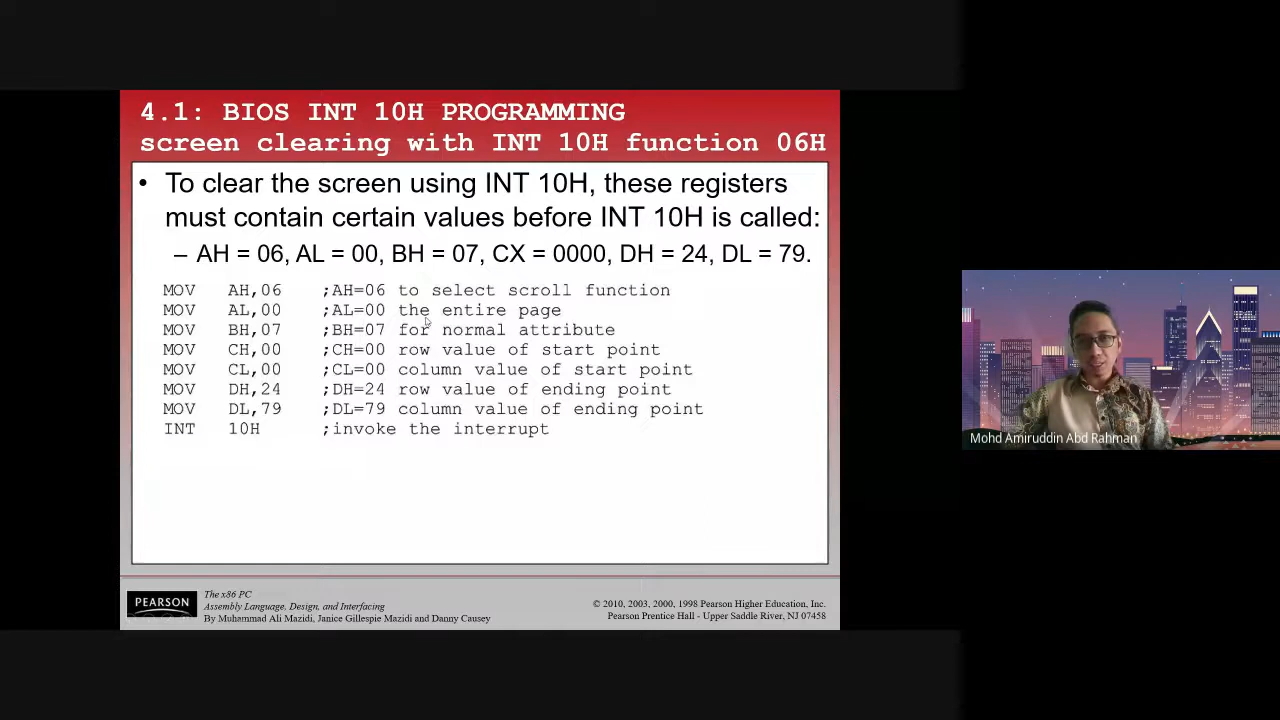 4.1: BIOS INT 10H PROGRAMMING
screen clearing with INT 10H function 06H
• To clear the screen using INT 10H, these registers
must contain certain values before INT 10H is called:
– AH = 06, AL = 00, BH = 07, CX = 0000, DH = 24, DL = 79.
MOV AH,06 ;AH=06 to select scroll function
MOV AL,00 ;AL=00 the entire page
MOV BH,07 ;BH=07 for normal attribute
MOV CH,00 ;CH=00 row value of start point
MOV CL,00 ;CL=00 column value of start point
MOV DH,24 ;DH=24 row value of ending point
MOV DL,79 ;DL=79 column value of ending point
INT 10H ;invoke the interrupt
PEARSON
The x86 PC
Assembly Language, Design, and Interfacing
By Muhammad Ali Mazidi, Janice Gillespie Mazidi and Danny Causey
© 2010, 2003, 2000, 1998 Pearson Higher Education, Inc.
Pearson Prentice Hall - Upper Saddle River, NJ 07458
Mohd Amiruddin Abd Rahman